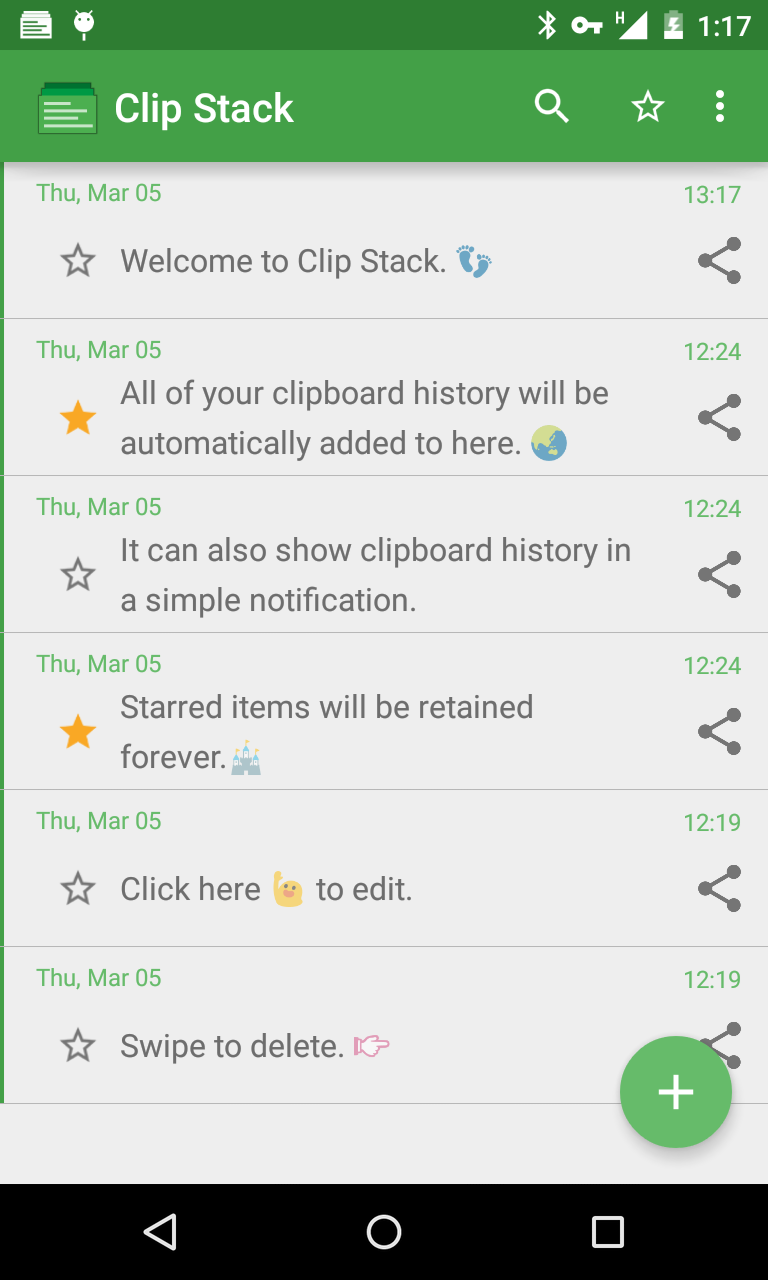 H 1:17
Clip Stack
Thu, Mar 05 13:17
Welcome to Clip Stack. 👣
Thu, Mar 05 12:24
All of your clipboard history will be
automatically added to here. 🌏
Thu, Mar 05 12:24
It can also show clipboard history in
a simple notification.
Thu, Mar 05 12:24
Starred items will be retained
forever.🏰
Thu, Mar 05 12:19
Click here 🙋 to edit.
Thu, Mar 05 12:19
Swipe to delete. 👉